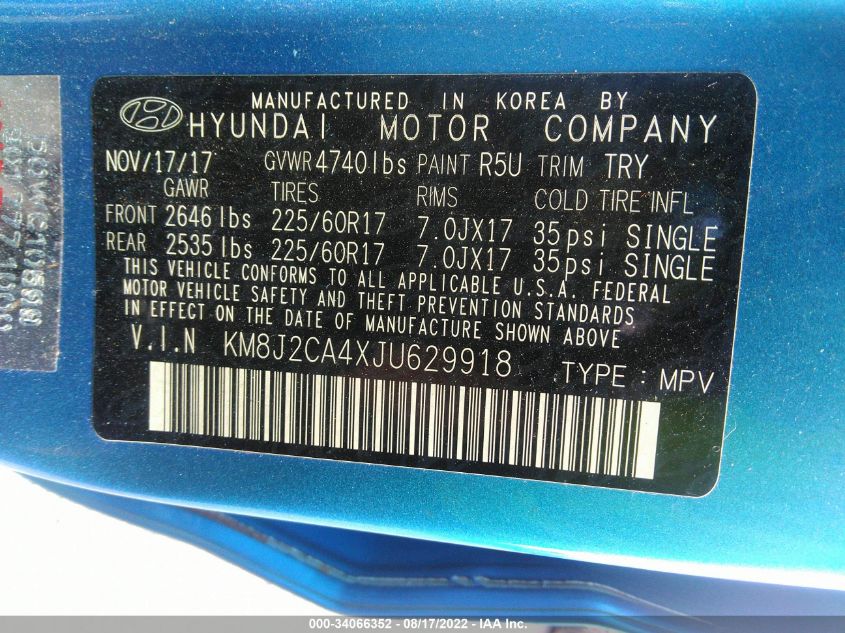 MANUFACTURED IN KOREA BY
HYUNDAI MOTOR COMPANY
NOV/17/17 GVWR 4740 lbs PAINT R5U TRIM TRY
GAWR TIRES RIMS COLD TIRE INFL
FRONT 2646 lbs 225/60R17 7.0JX17 35psi SINGLE
REAR 2535 lbs 225/60R17 7.0JX17 35psi SINGLE
THIS VEHICLE CONFORMS TO ALL APPLICABLE U.S.A. FEDERAL
MOTOR VEHICLE SAFETY AND THEFT PREVENTION STANDARDS
IN EFFECT ON THE DATE OF MANUFACTURE SHOWN ABOVE
V.I.N KM8J2CA4XJU629918 TYPE : MPV
000-34066352 - 08/17/2022 - IAA Inc.